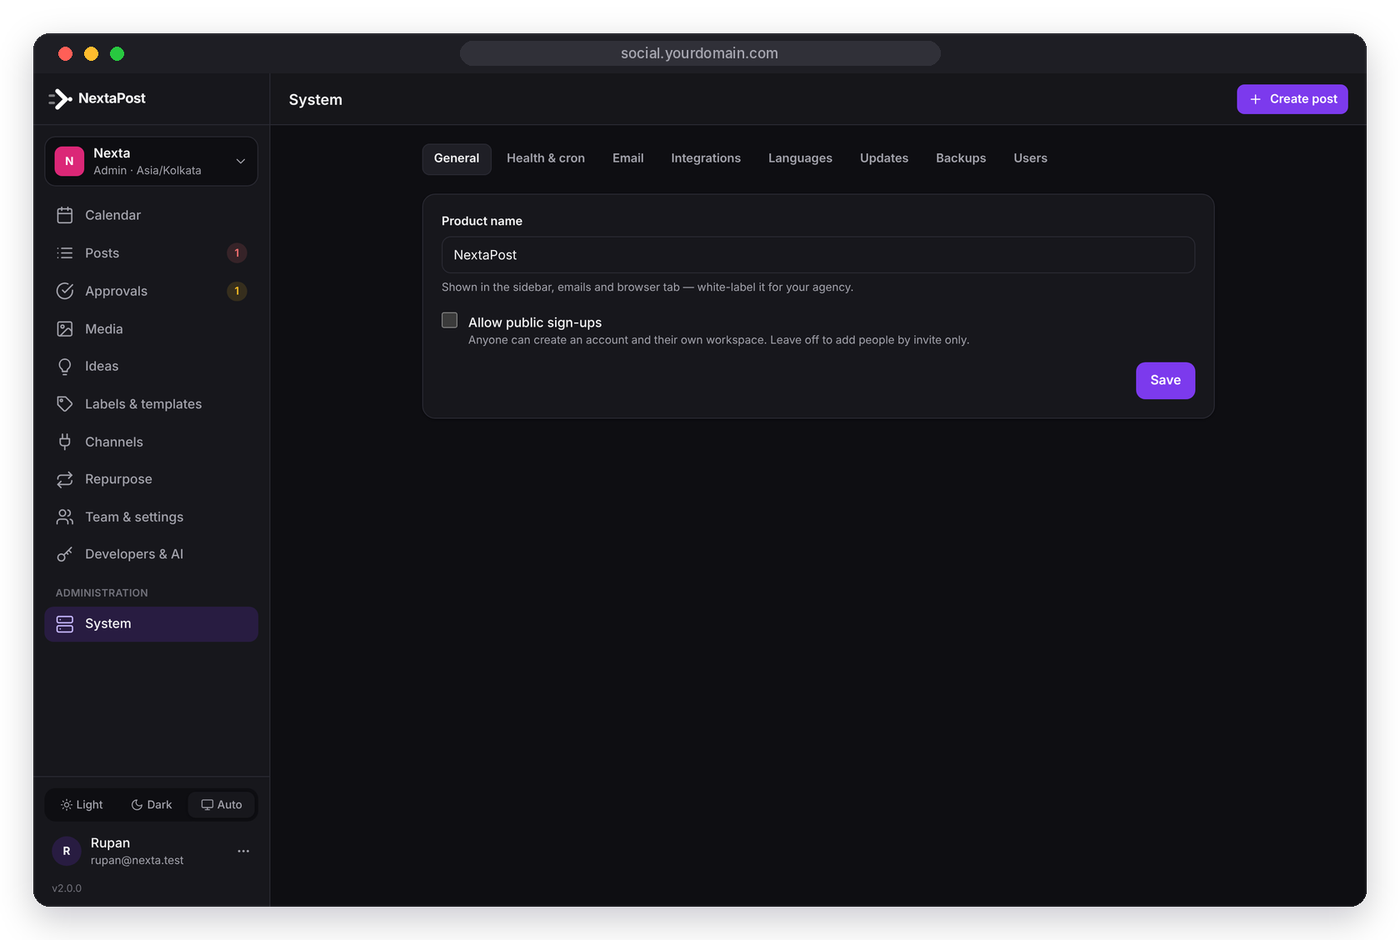 social.yourdomain.com
NextaPost
System
Create post
N
Nexta
Admin · Asia/Kolkata
Calendar
Posts 1
Approvals 1
Media
Ideas
Labels & templates
Channels
Repurpose
Team & settings
Developers & AI
ADMINISTRATION
System
Light Dark Auto
R
Rupan
rupan@nexta.test
v2.0.0
General Health & cron Email Integrations Languages Updates Backups Users
Product name
NextaPost
Shown in the sidebar, emails and browser tab — white-label it for your agency.
Allow public sign-ups
Anyone can create an account and their own workspace. Leave off to add people by invite only.
Save